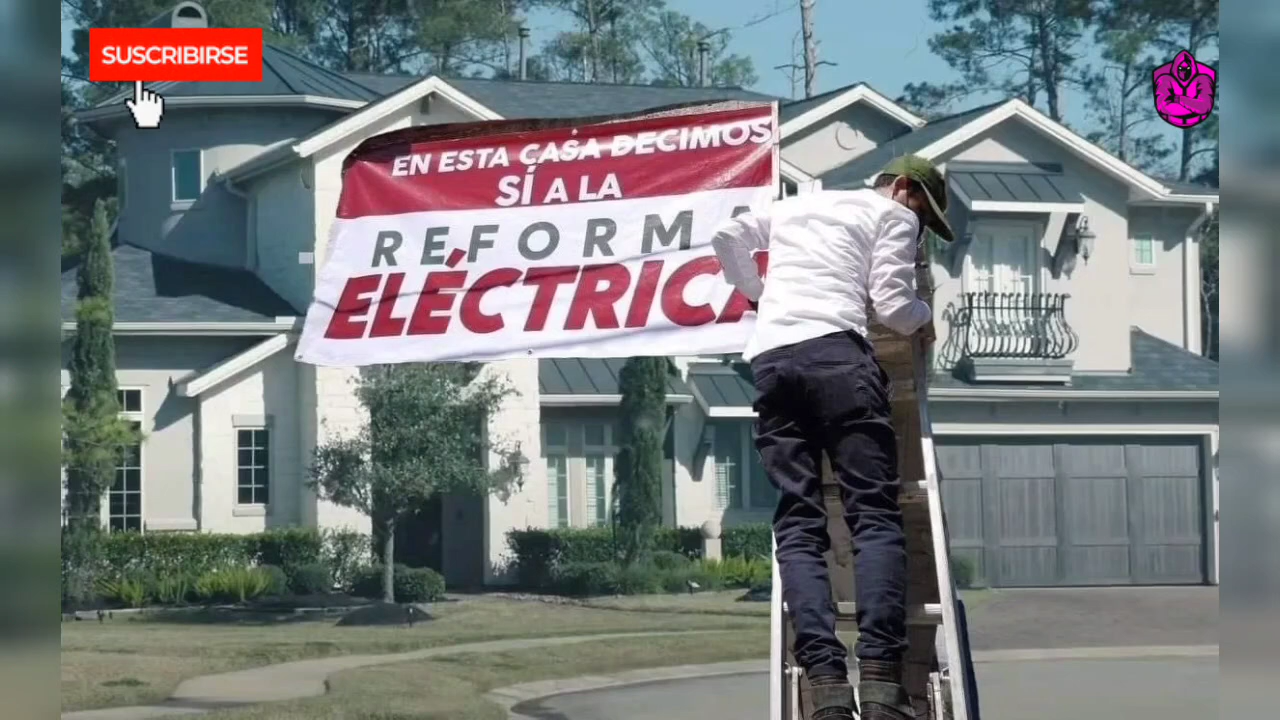 SUSCRIBIRSE
EN ESTA CASA DECIMOS
SÍ A LA
REFORMA
ELÉCTRICA